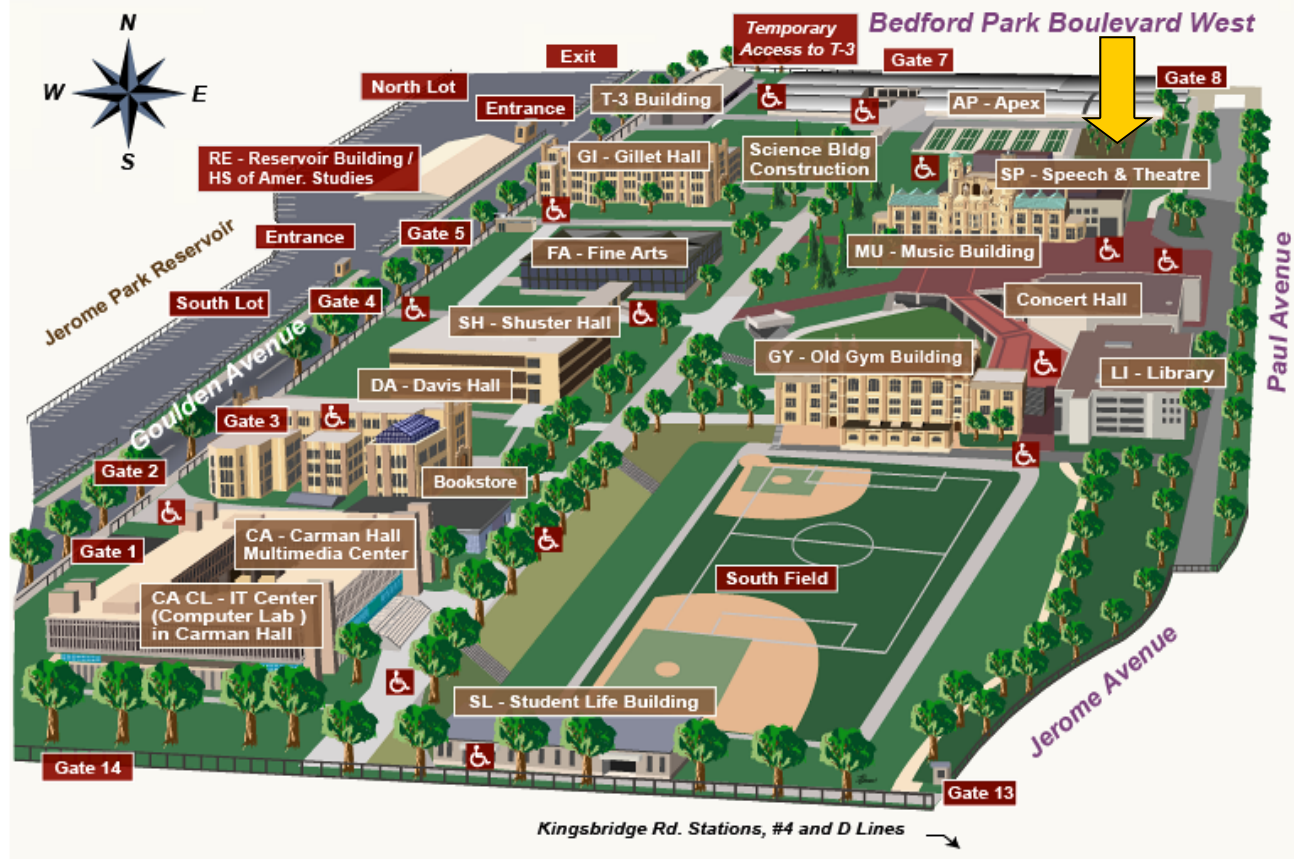 N
W
E
S
Temporary
Access to T-3
Bedford Park Boulevard West
Exit
Gate 7
Gate 8
North Lot
Entrance
T-3 Building
AP - Apex
RE - Reservoir Building /
HS of Amer. Studies
GI - Gillet Hall
Science Bldg
Construction
SP - Speech & Theatre
Jerome Park Reservoir
Entrance
Gate 5
FA - Fine Arts
MU - Music Building
South Lot
Gate 4
Concert Hall
SH - Shuster Hall
Paul Avenue
Goulden Avenue
GY - Old Gym Building
LI - Library
DA - Davis Hall
Gate 3
Gate 2
Bookstore
Gate 1
CA - Carman Hall
Multimedia Center
South Field
CA CL - IT Center
(Computer Lab )
in Carman Hall
Jerome Avenue
SL - Student Life Building
Gate 14
Gate 13
Kingsbridge Rd. Stations, #4 and D Lines